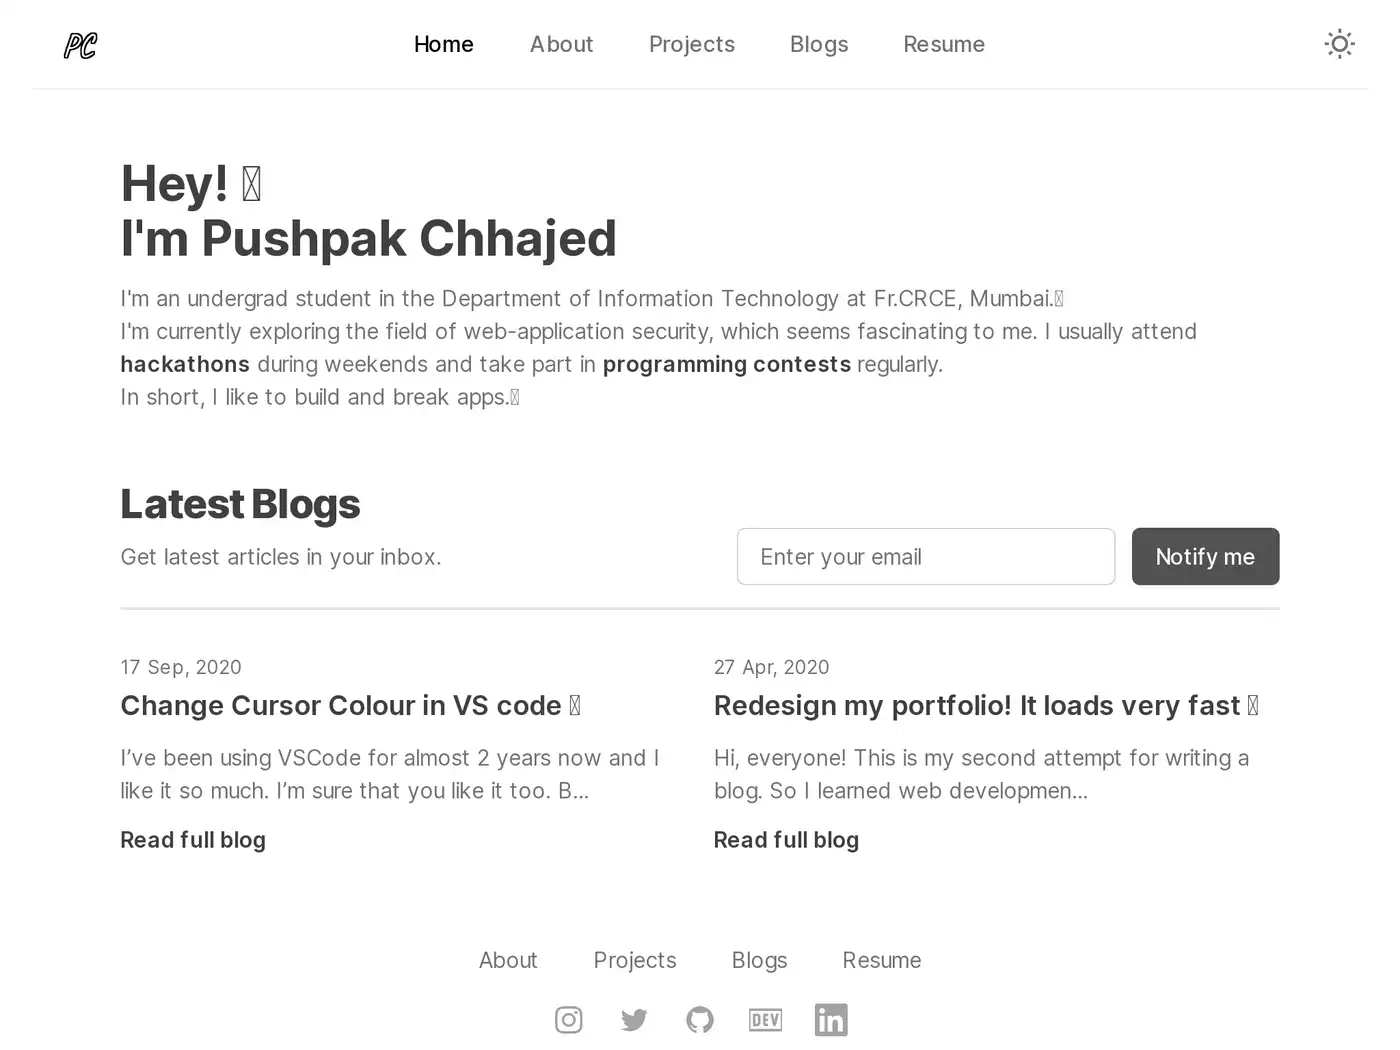 PC
Home About Projects Blogs Resume
Hey!
I'm Pushpak Chhajed
I'm an undergrad student in the Department of Information Technology at Fr.CRCE, Mumbai.
I'm currently exploring the field of web-application security, which seems fascinating to me. I usually attend
hackathons during weekends and take part in programming contests regularly.
In short, I like to build and break apps.
Latest Blogs
Get latest articles in your inbox.
Enter your email
Notify me
17 Sep, 2020
Change Cursor Colour in VS code
I’ve been using VSCode for almost 2 years now and I
like it so much. I’m sure that you like it too. B...
Read full blog
27 Apr, 2020
Redesign my portfolio! It loads very fast
Hi, everyone! This is my second attempt for writing a
blog. So I learned web developmen...
Read full blog
About Projects Blogs Resume
DEV
in